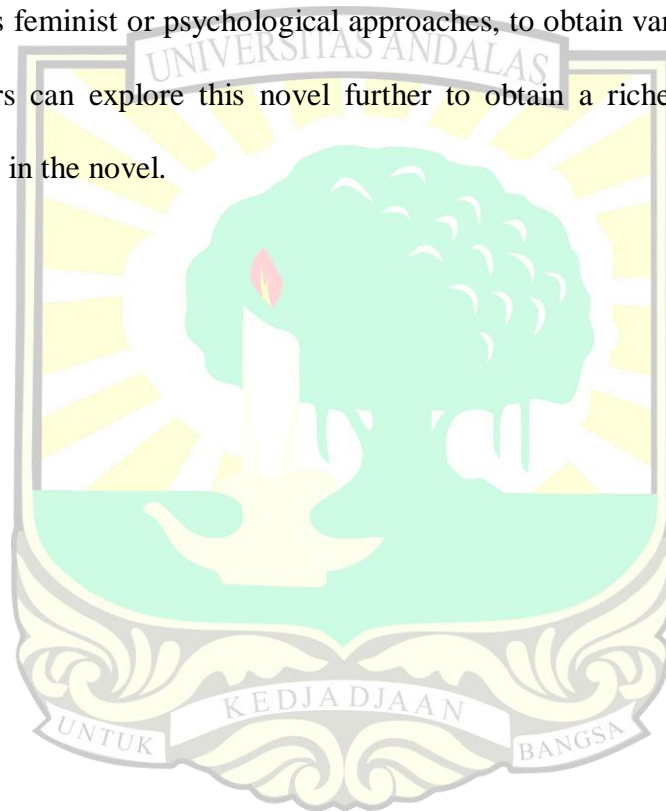 s feminist or psychological approaches, to obtain var
UNIVERSITAS ANDALAS
rs can explore this novel further to obtain a riche
in the novel.
UNTUK KEDJADJAAN BANGSA